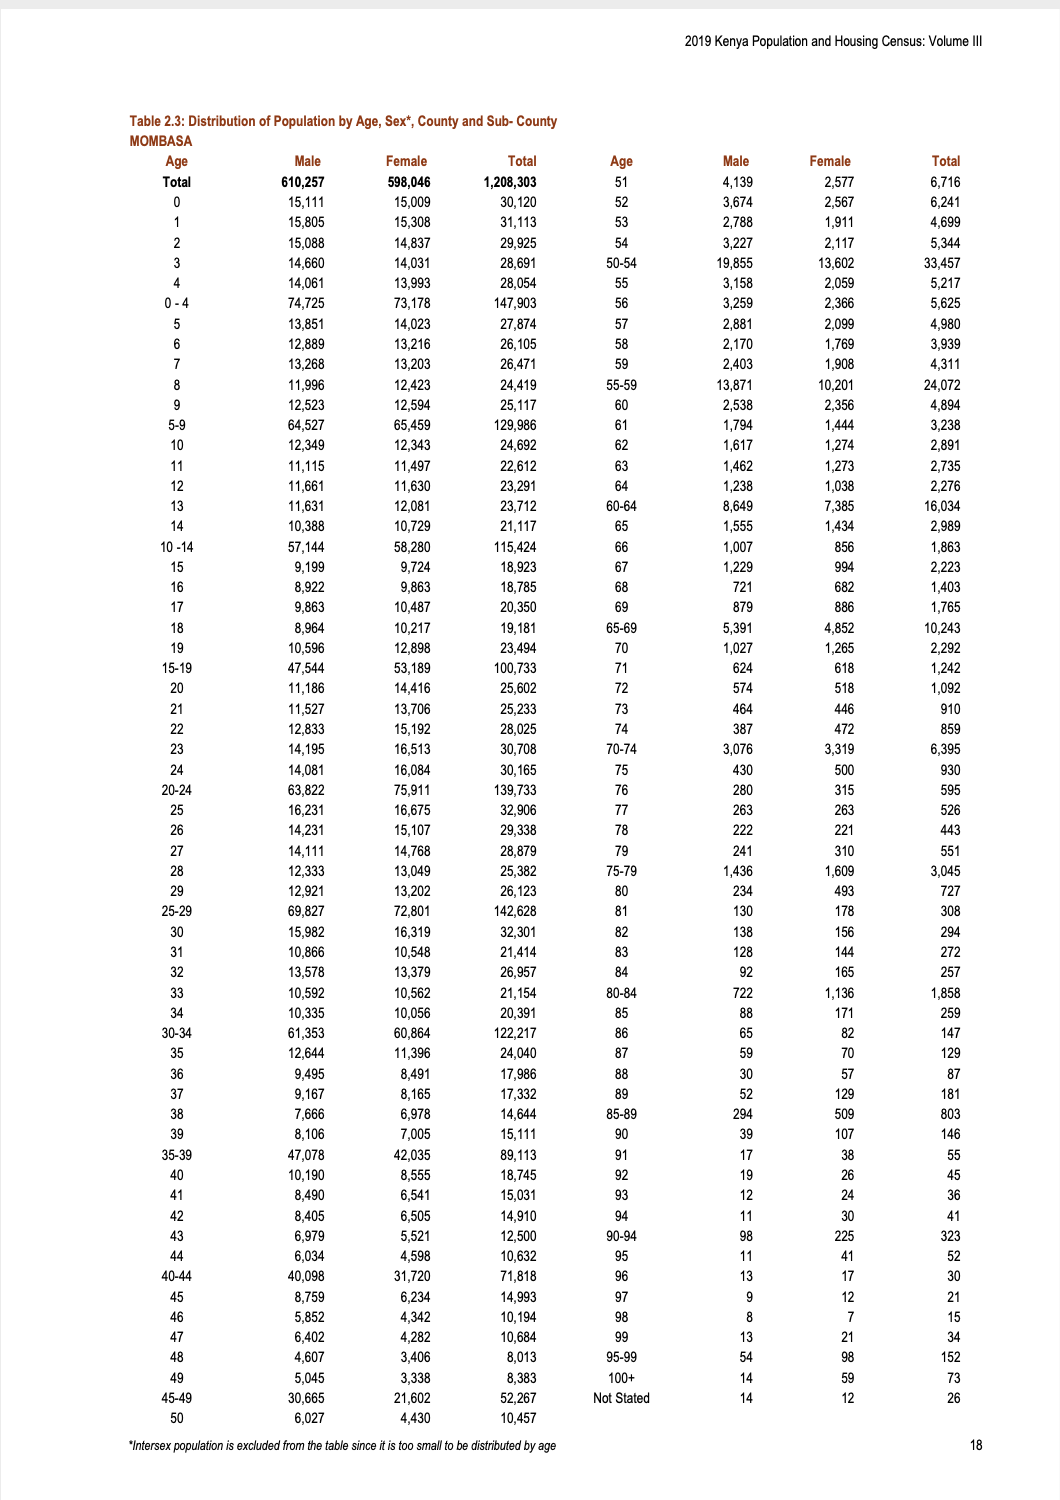 2019 Kenya Population and Housing Census: Volume III
Table 2.3: Distribution of Population by Age, Sex*, County and Sub- County
MOMBASA
Age Male Female Total Age Male Female Total
Total 610,257 598,046 1,208,303 51 4,139 2,577 6,716
0 15,111 15,009 30,120 52 3,674 2,567 6,241
1 15,805 15,308 31,113 53 2,788 1,911 4,699
2 15,088 14,837 29,925 54 3,227 2,117 5,344
3 14,660 14,031 28,691 50-54 19,855 13,602 33,457
4 14,061 13,993 28,054 55 3,158 2,059 5,217
0 - 4 74,725 73,178 147,903 56 3,259 2,366 5,625
5 13,851 14,023 27,874 57 2,881 2,099 4,980
6 12,889 13,216 26,105 58 2,170 1,769 3,939
7 13,268 13,203 26,471 59 2,403 1,908 4,311
8 11,996 12,423 24,419 55-59 13,871 10,201 24,072
9 12,523 12,594 25,117 60 2,538 2,356 4,894
5-9 64,527 65,459 129,986 61 1,794 1,444 3,238
10 12,349 12,343 24,692 62 1,617 1,274 2,891
11 11,115 11,497 22,612 63 1,462 1,273 2,735
12 11,661 11,630 23,291 64 1,238 1,038 2,276
13 11,631 12,081 23,712 60-64 8,649 7,385 16,034
14 10,388 10,729 21,117 65 1,555 1,434 2,989
10 -14 57,144 58,280 115,424 66 1,007 856 1,863
15 9,199 9,724 18,923 67 1,229 994 2,223
16 8,922 9,863 18,785 68 721 682 1,403
17 9,863 10,487 20,350 69 879 886 1,765
18 8,964 10,217 19,181 65-69 5,391 4,852 10,243
19 10,596 12,898 23,494 70 1,027 1,265 2,292
15-19 47,544 53,189 100,733 71 624 618 1,242
20 11,186 14,416 25,602 72 574 518 1,092
21 11,527 13,706 25,233 73 464 446 910
22 12,833 15,192 28,025 74 387 472 859
23 14,195 16,513 30,708 70-74 3,076 3,319 6,395
24 14,081 16,084 30,165 75 430 500 930
20-24 63,822 75,911 139,733 76 280 315 595
25 16,231 16,675 32,906 77 263 263 526
26 14,231 15,107 29,338 78 222 221 443
27 14,111 14,768 28,879 79 241 310 551
28 12,333 13,049 25,382 75-79 1,436 1,609 3,045
29 12,921 13,202 26,123 80 234 493 727
25-29 69,827 72,801 142,628 81 130 178 308
30 15,982 16,319 32,301 82 138 156 294
31 10,866 10,548 21,414 83 128 144 272
32 13,578 13,379 26,957 84 92 165 257
33 10,592 10,562 21,154 80-84 722 1,136 1,858
34 10,335 10,056 20,391 85 88 171 259
30-34 61,353 60,864 122,217 86 65 82 147
35 12,644 11,396 24,040 87 59 70 129
36 9,495 8,491 17,986 88 30 57 87
37 9,167 8,165 17,332 89 52 129 181
38 7,666 6,978 14,644 85-89 294 509 803
39 8,106 7,005 15,111 90 39 107 146
35-39 47,078 42,035 89,113 91 17 38 55
40 10,190 8,555 18,745 92 19 26 45
41 8,490 6,541 15,031 93 12 24 36
42 8,405 6,505 14,910 94 11 30 41
43 6,979 5,521 12,500 90-94 98 225 323
44 6,034 4,598 10,632 95 11 41 52
40-44 40,098 31,720 71,818 96 13 17 30
45 8,759 6,234 14,993 97 9 12 21
46 5,852 4,342 10,194 98 8 7 15
47 6,402 4,282 10,684 99 13 21 34
48 4,607 3,406 8,013 95-99 54 98 152
49 5,045 3,338 8,383 100+ 14 59 73
45-49 30,665 21,602 52,267 Not Stated 14 12 26
50 6,027 4,430 10,457
*Intersex population is excluded from the table since it is too small to be distributed by age
18